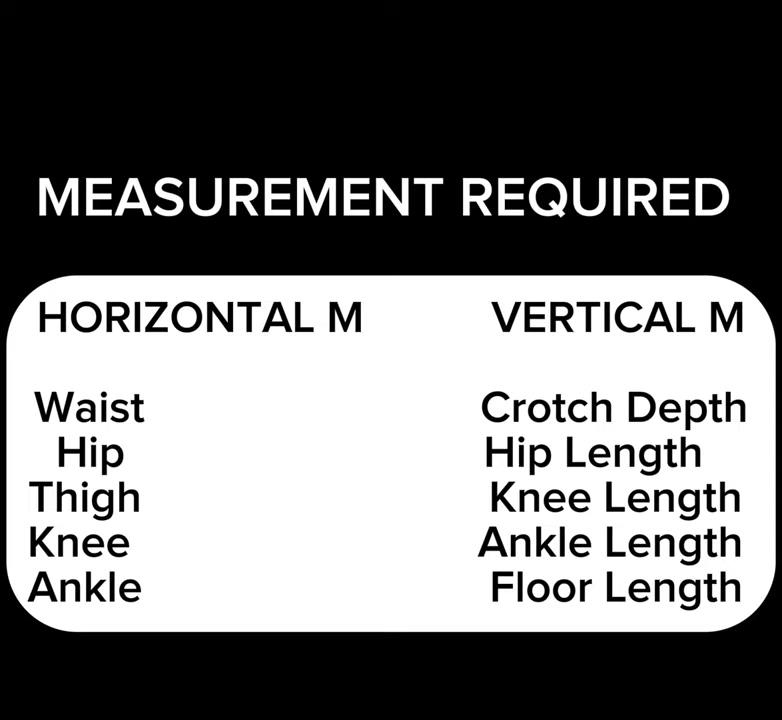 MEASUREMENT REQUIRED
HORIZONTAL M VERTICAL M
Waist Crotch Depth
Hip Hip Length
Thigh Knee Length
Knee Ankle Length
Ankle Floor Length